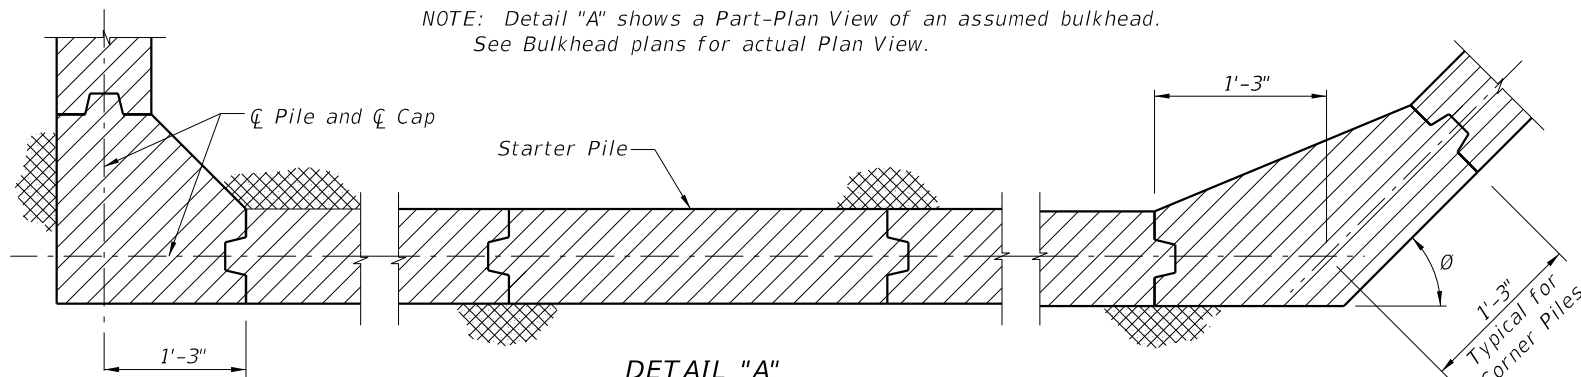 NOTE: Detail "A" shows a Part-Plan View of an assumed bulkhead.
See Bulkhead plans for actual Plan View.
1'-3"
℄ Pile and ℄ Cap
Starter Pile
Ø
1'-3"
Typical for
Corner Piles
1'-3"
DETAIL "A"